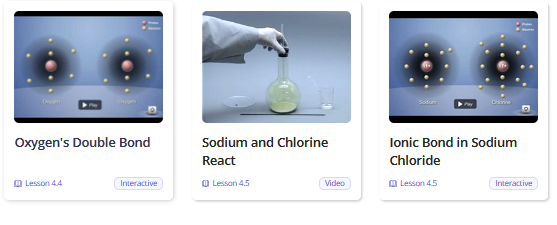 Oxygen
Play
Oxygen
Oxygen's Double Bond
Lesson 4.4
Interactive
Sodium and Chlorine
React
Lesson 4.5
Video
Sodium
Play
Chlorine
Ionic Bond in Sodium
Chloride
Lesson 4.5
Interactive